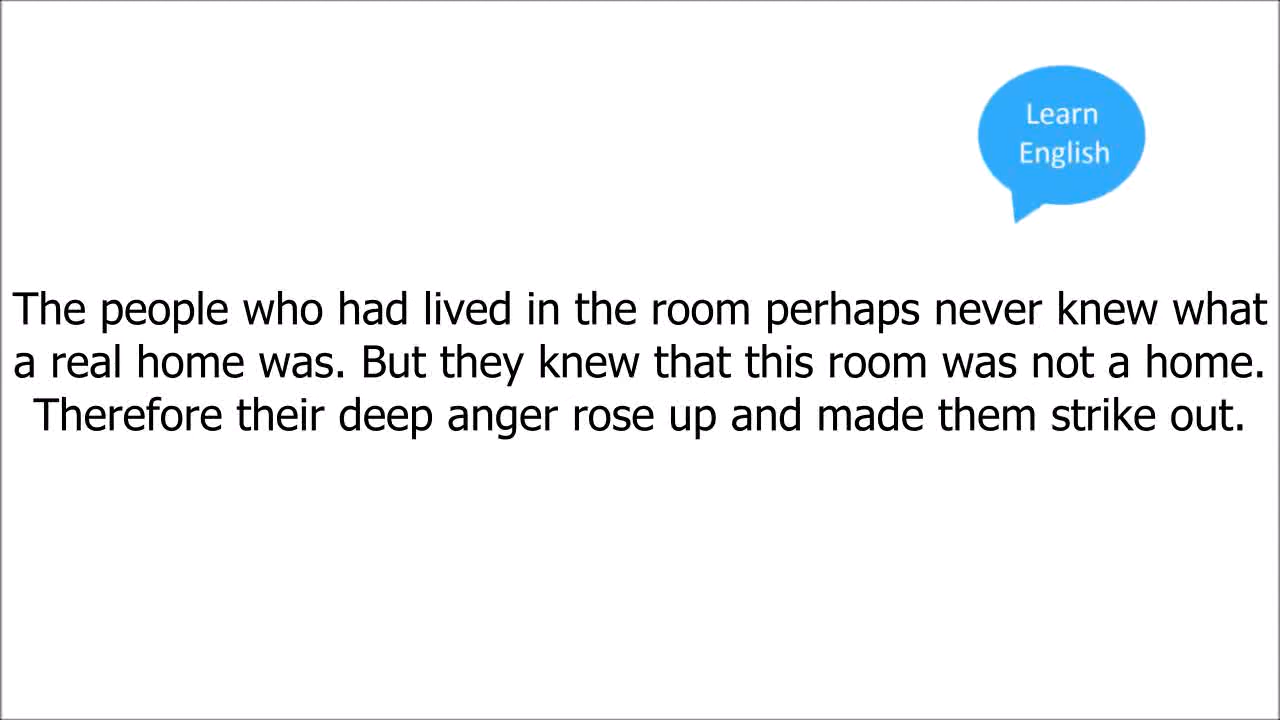 Learn
English
The people who had lived in the room perhaps never knew what
a real home was. But they knew that this room was not a home.
Therefore their deep anger rose up and made them strike out.